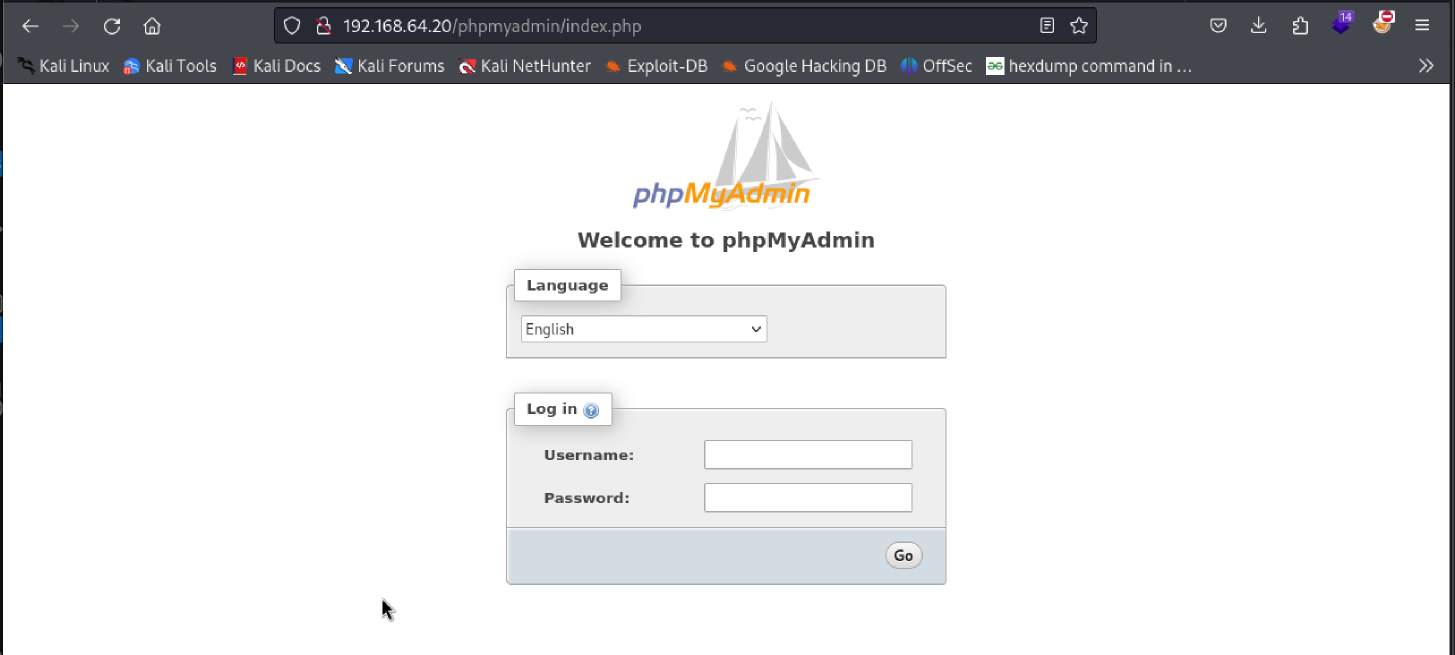 192.168.64.20/phpmyadmin/index.php
14
Kali Linux Kali Tools Kali Docs Kali Forums Kali NetHunter Exploit-DB Google Hacking DB OffSec hexdump command in ...
phpMyAdmin
Welcome to phpMyAdmin
Language
English
Log in
Username:
Password:
Go